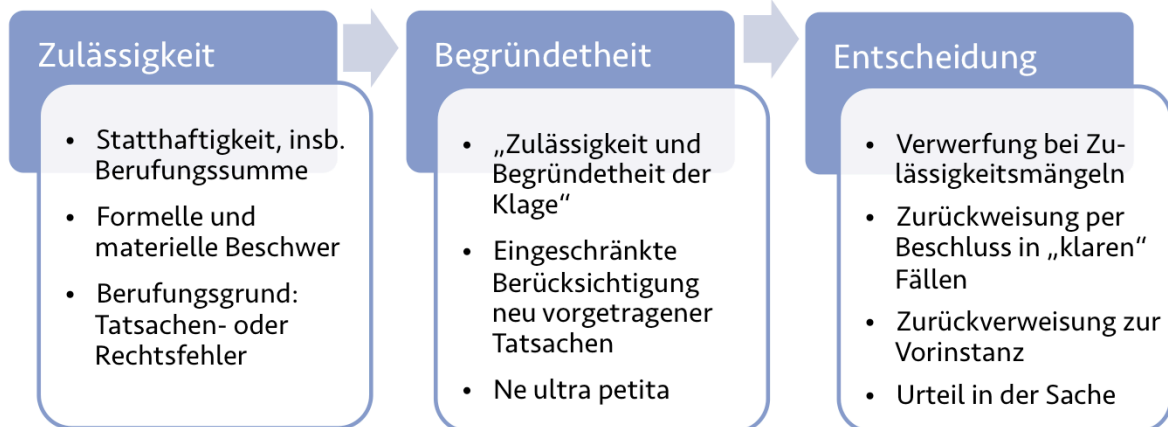 Zulässigkeit
• Statthaftigkeit, insb.
Berufungssumme
• Formelle und
materielle Beschwer
• Berufungsgrund:
Tatsachen- oder
Rechtsfehler
Begründetheit
• „Zulässigkeit und
Begründetheit der
Klage“
• Eingeschränkte
Berücksichtigung
neu vorgetragener
Tatsachen
• Ne ultra petita
Entscheidung
• Verwerfung bei Zu-
lässigkeitsmängeln
• Zurückweisung per
Beschluss in „klaren“
Fällen
• Zurückverweisung zur
Vorinstanz
• Urteil in der Sache